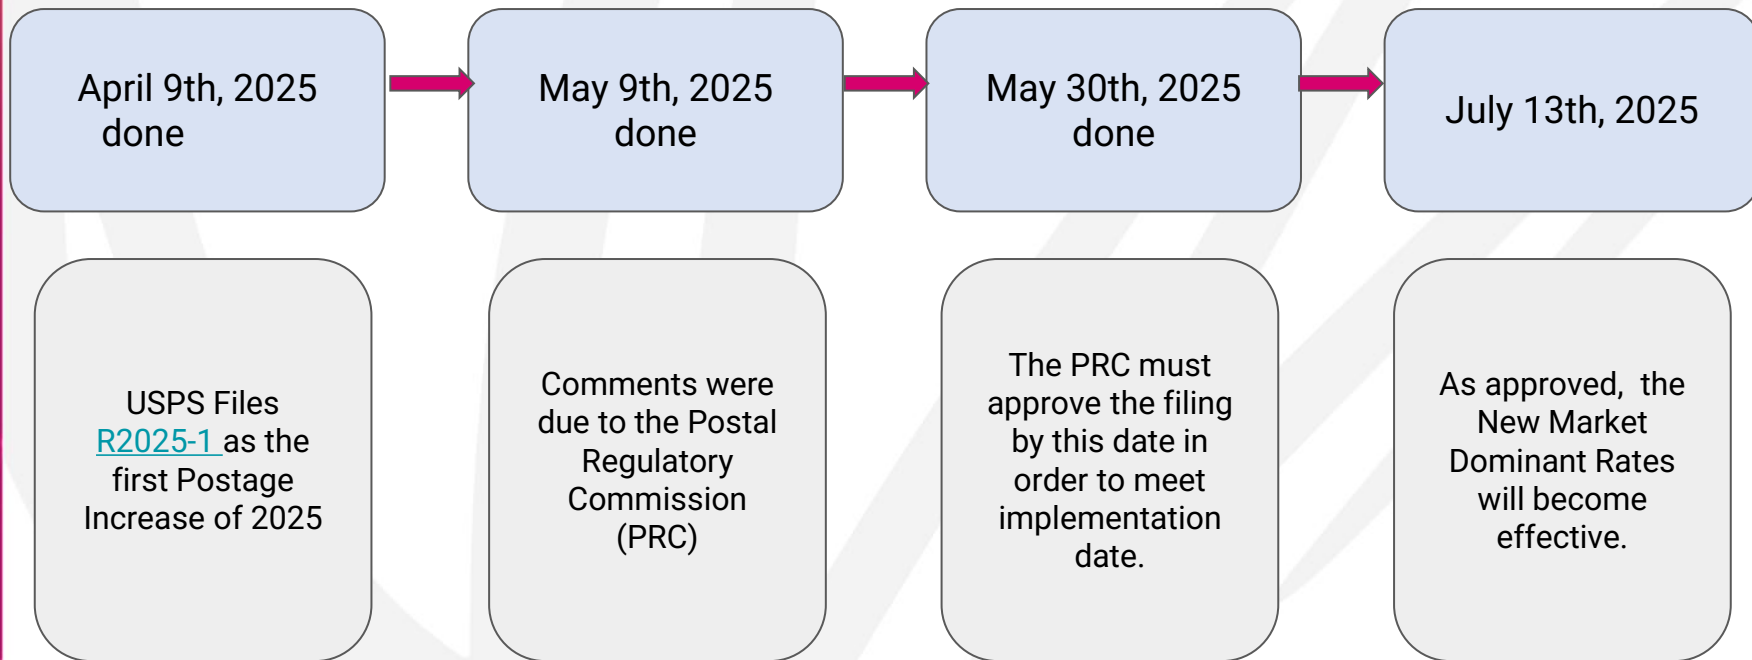 April 9th, 2025
done
May 9th, 2025
done
May 30th, 2025
done
July 13th, 2025
USPS Files
R2025-1 as the
first Postage
Increase of 2025
Comments were
due to the Postal
Regulatory
Commission
(PRC)
The PRC must
approve the filing
by this date in
order to meet
implementation
date.
As approved,  the
New Market
Dominant Rates
will become
effective.